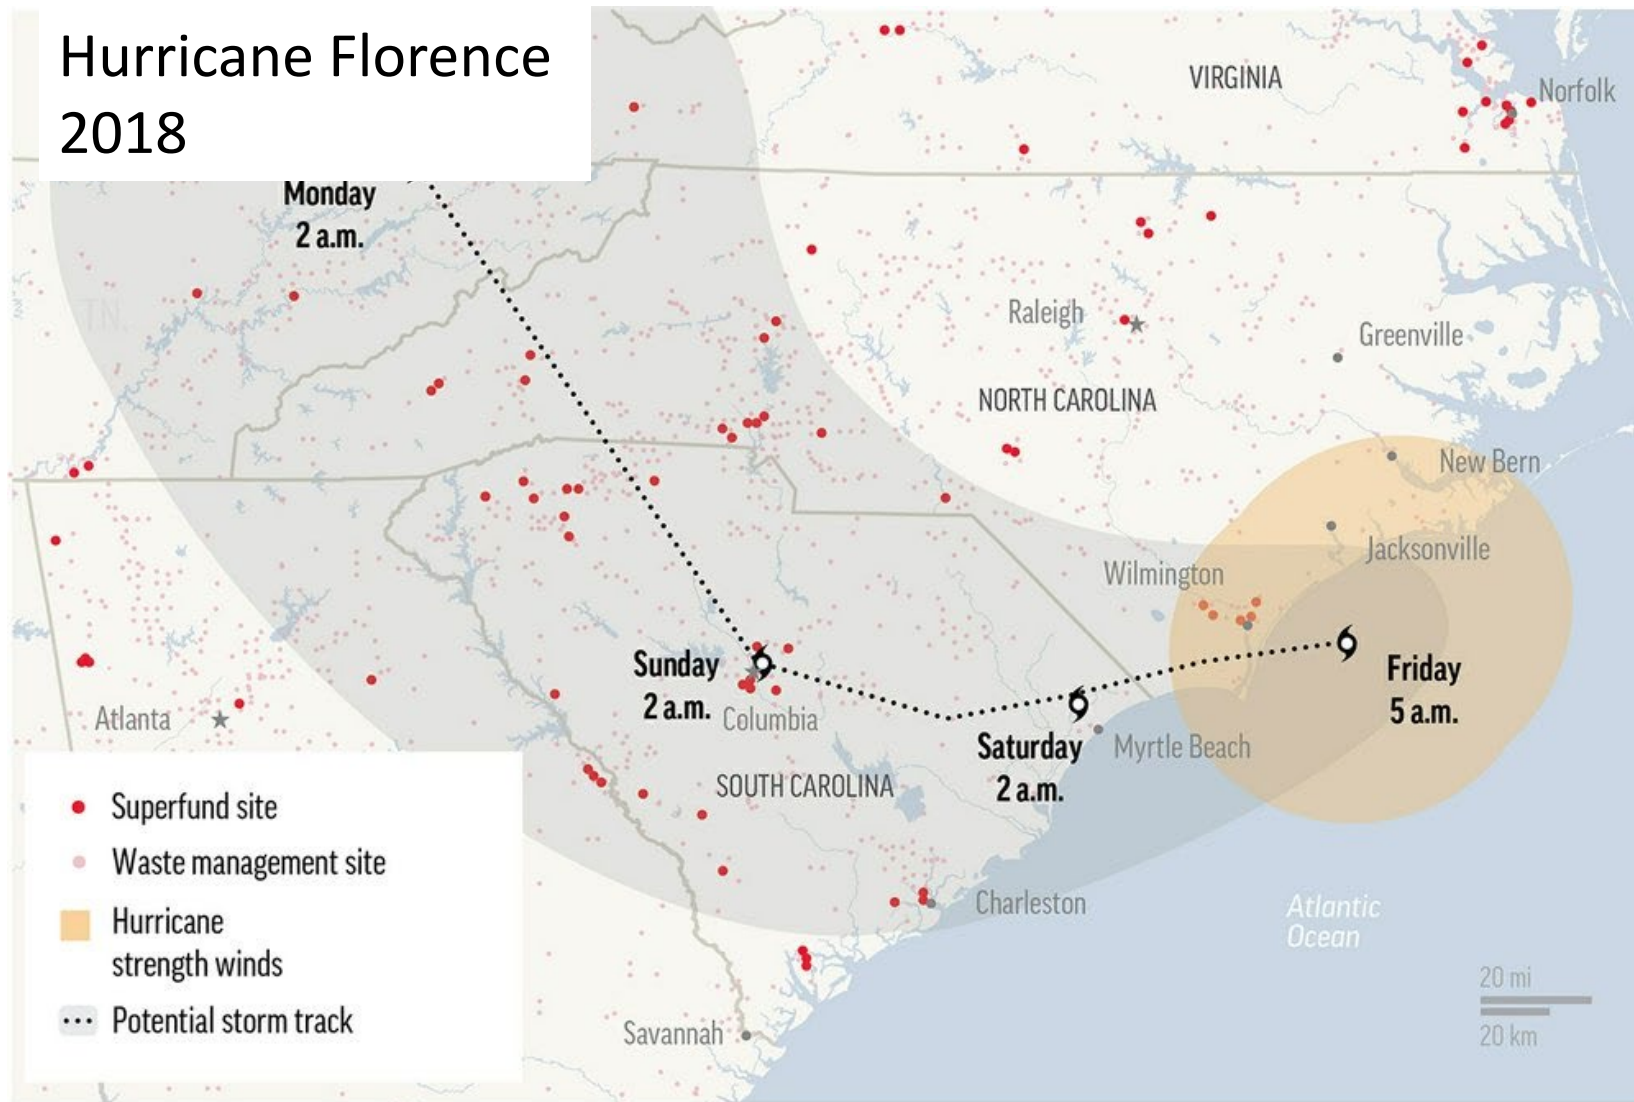 Hurricane Florence
2018
VIRGINIA
Norfolk
Monday
2 a.m.
TN.
Raleigh
Greenville
NORTH CAROLINA
New Bern
Jacksonville
Wilmington
Sunday
2 a.m.
Friday
5 a.m.
Atlanta
Columbia
Saturday
2 a.m.
Myrtle Beach
SOUTH CAROLINA
Superfund site
Waste management site
Hurricane
strength winds
Potential storm track
Charleston
Atlantic
Ocean
20 mi
20 km
Savannah